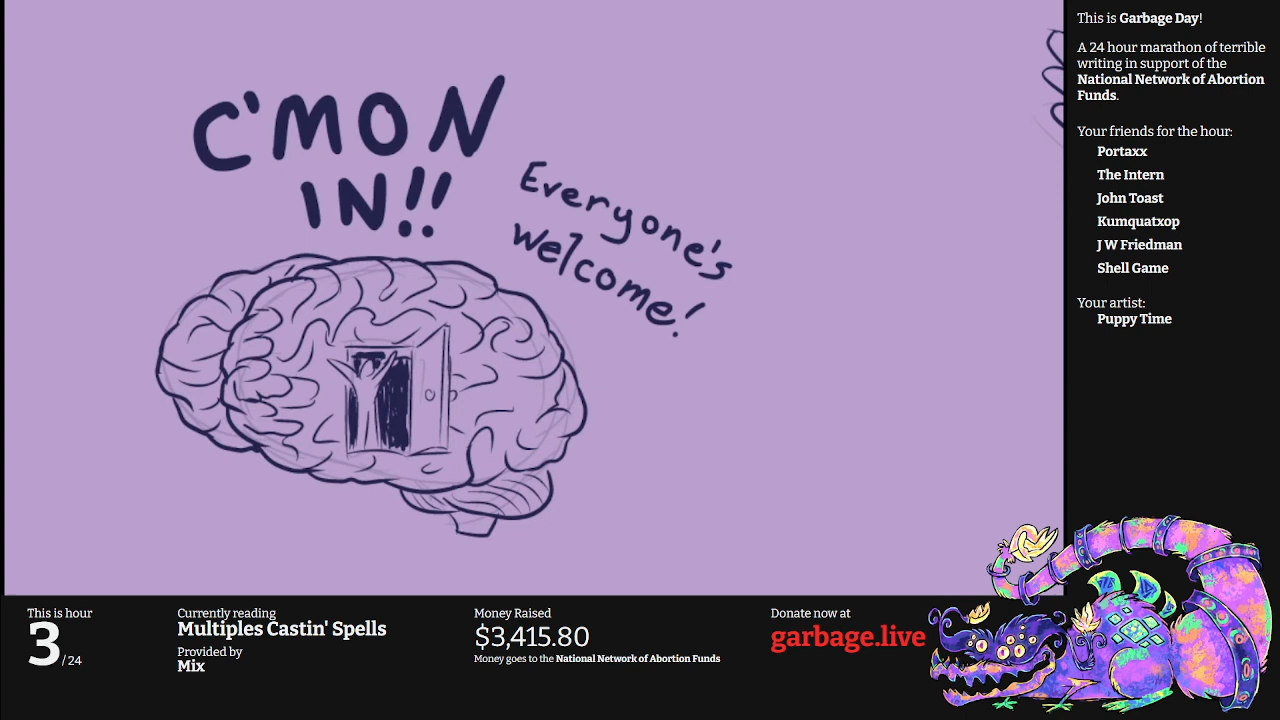 C'MON
IN!!
Everyone's
welcome!
This is Garbage Day!
A 24 hour marathon of terrible
writing in support of the
National Network of Abortion
Funds.
Your friends for the hour:
Portaxx
The Intern
John Toast
Kumquatxop
J W Friedman
Shell Game
Your artist:
Puppy Time
This is hour
3/24
Currently reading
Multiples Castin' Spells
Provided by
Mix
Money Raised
$3,415.80
Money goes to the National Network of Abortion Funds
Donate now at
garbage.live